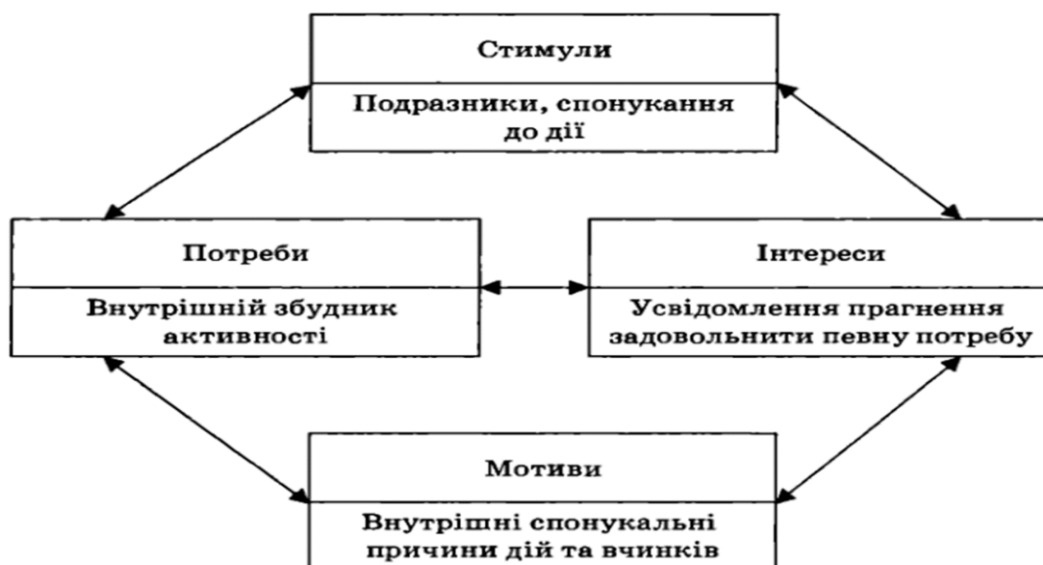 Стимули
Подразники, спонукання
до дії
Потреби
Внутрішній збудник
активності
Інтереси
Усвідомлення прагнення
задовольнити певну потребу
Мотиви
Внутрішні спонукальні
причини дій та вчинків